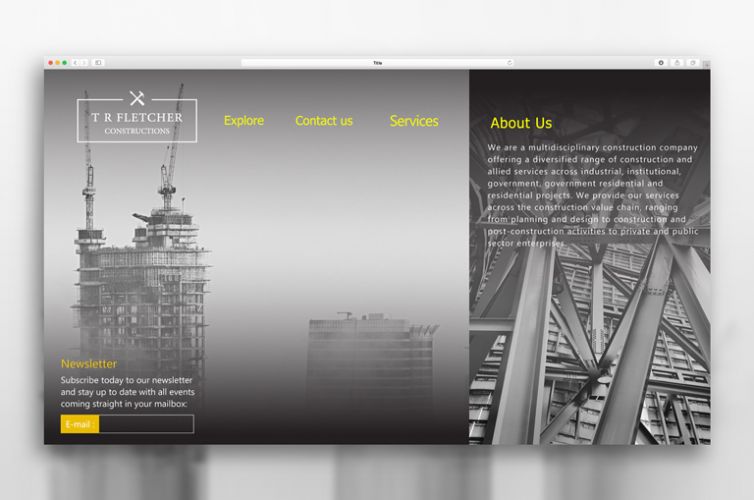 Title
T R FLETCHER
CONSTRUCTIONS
Explore
Contact us
Services
About Us
We are a multidisciplinary construction company
offering a diversified range of construction and
allied services across industrial, institutional,
government, government residential and
residential projects. We provide our services
across the construction value chain, ranging
from planning and design to construction and
post-construction activities to private and public
sector enterprises.
Newsletter
Subscribe today to our newsletter
and stay up to date with all events
coming straight in your mailbox:
E-mail :